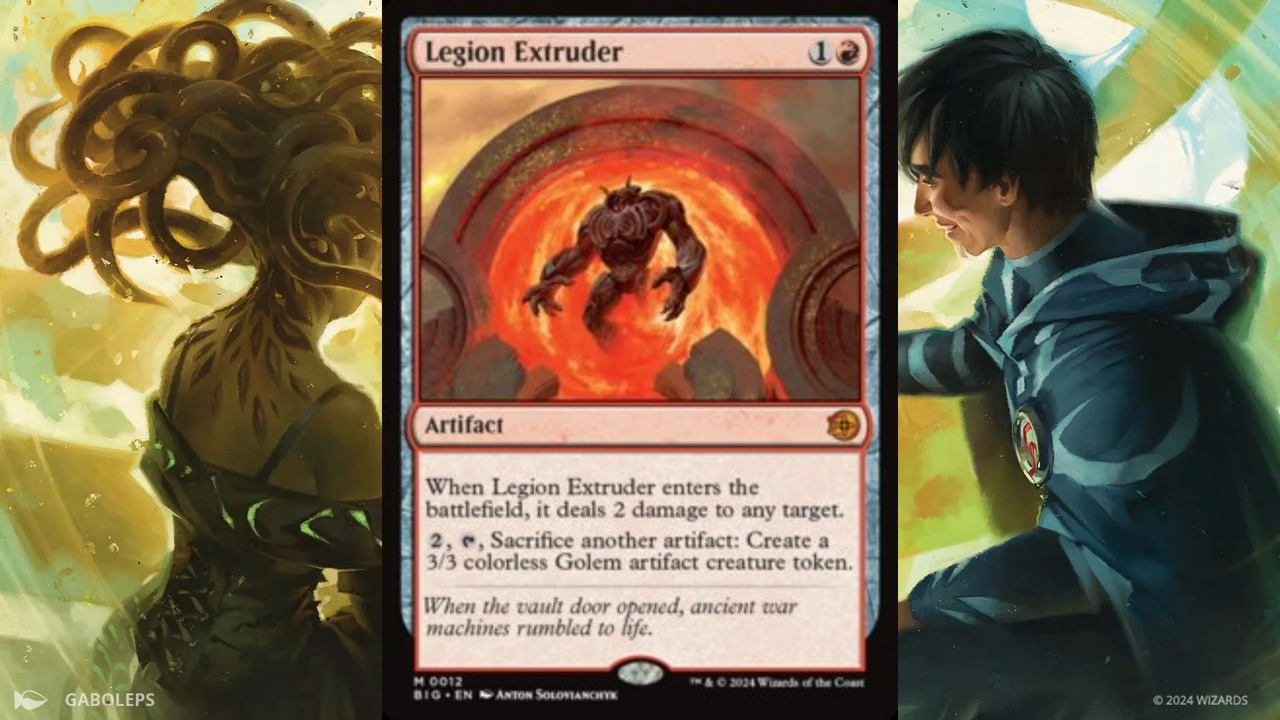 Legion Extruder 1
Artifact
When Legion Extruder enters the
battlefield, it deals 2 damage to any target.
2, , Sacrifice another artifact: Create a
3/3 colorless Golem artifact creature token.
When the vault door opened, ancient war
machines rumbled to life.
M 0012
BIG • EN ANTON SOLOVIANCHYK
™ & © 2024 Wizards of the Coast
GABOLEPS
© 2024 WIZARDS